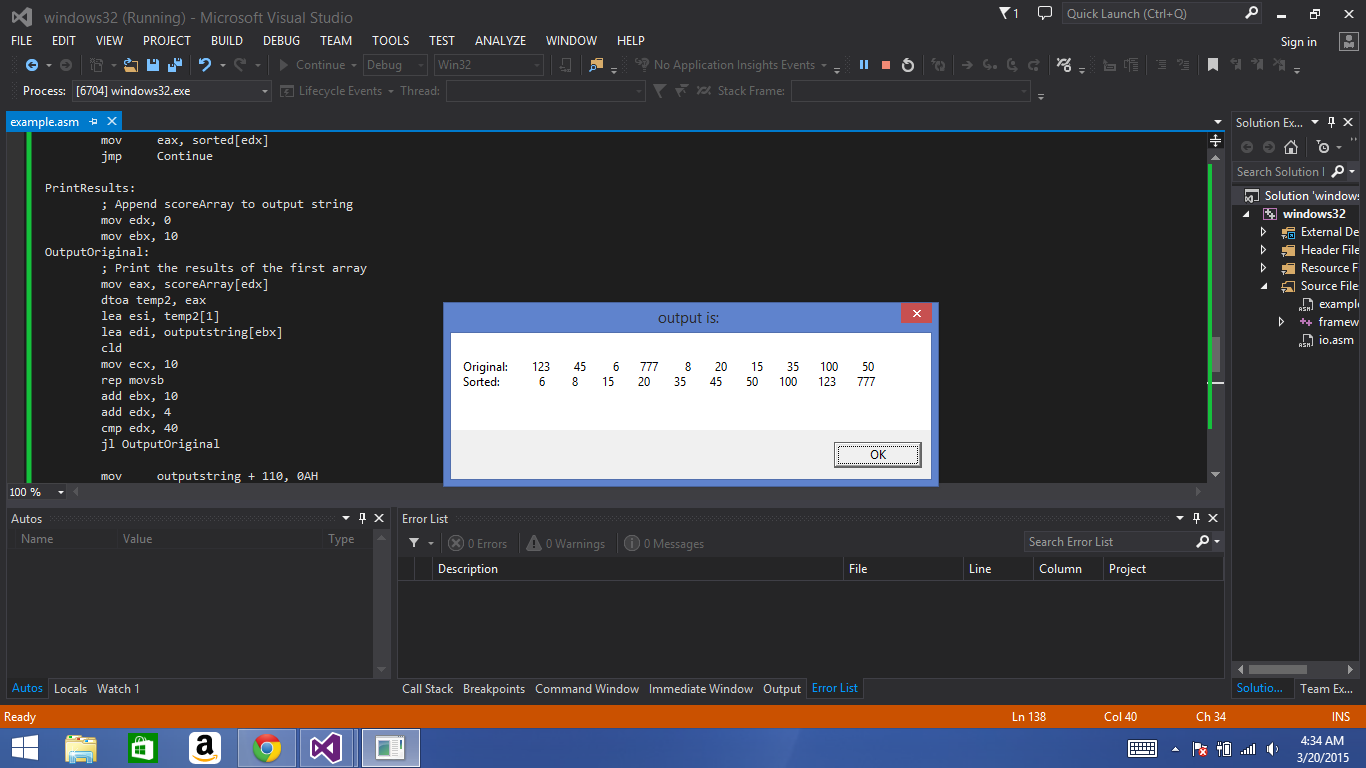 windows32 (Running) - Microsoft Visual Studio
1
Quick Launch (Ctrl+Q)
FILE EDIT VIEW PROJECT BUILD DEBUG TEAM TOOLS TEST ANALYZE WINDOW HELP
Sign in
Continue Debug Win32 No Application Insights Events
Process: [6704] windows32.exe Lifecycle Events Thread: Stack Frame:
example.asm
mov eax, sorted[edx]
jmp Continue
PrintResults:
; Append scoreArray to output string
mov edx, 0
mov ebx, 10
OutputOriginal:
; Print the results of the first array
mov eax, scoreArray[edx]
dtoa temp2, eax
lea esi, temp2[1]
lea edi, outputstring[ebx]
cld
mov ecx, 10
rep movsb
add ebx, 10
add edx, 4
cmp edx, 40
jl OutputOriginal
mov outputstring + 110, 0AH
100 %
output is:
Original: 123 45 6 777 8 20 15 35 100 50
Sorted: 6 8 15 20 35 45 50 100 123 777
OK
Solution Ex...
Search Solution
Solution 'windows
windows32
External De
Header File
Resource F
Source File
example
framew
io.asm
Solutio... Team Ex...
Autos
Name Value Type
Autos Locals Watch 1
Error List
0 Errors 0 Warnings 0 Messages
Search Error List
Description File Line Column Project
Call Stack Breakpoints Command Window Immediate Window Output Error List
Ready Ln 138 Col 40 Ch 34 INS
4:34 AM
3/20/2015